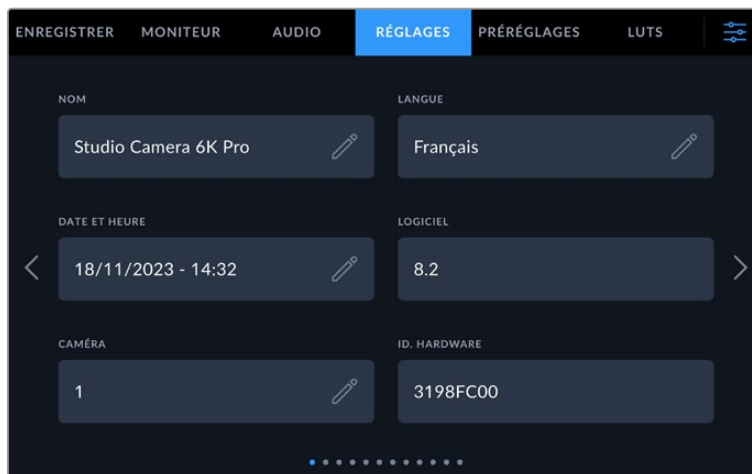 ENREGISTRER MONITEUR AUDIO RÉGLAGES PRÉRÉGLAGES LUTS
NOM LANGUE
Studio Camera 6K Pro Français
DATE ET HEURE LOGICIEL
18/11/2023 - 14:32 8.2
CAMÉRA ID. HARDWARE
1 3198FC00